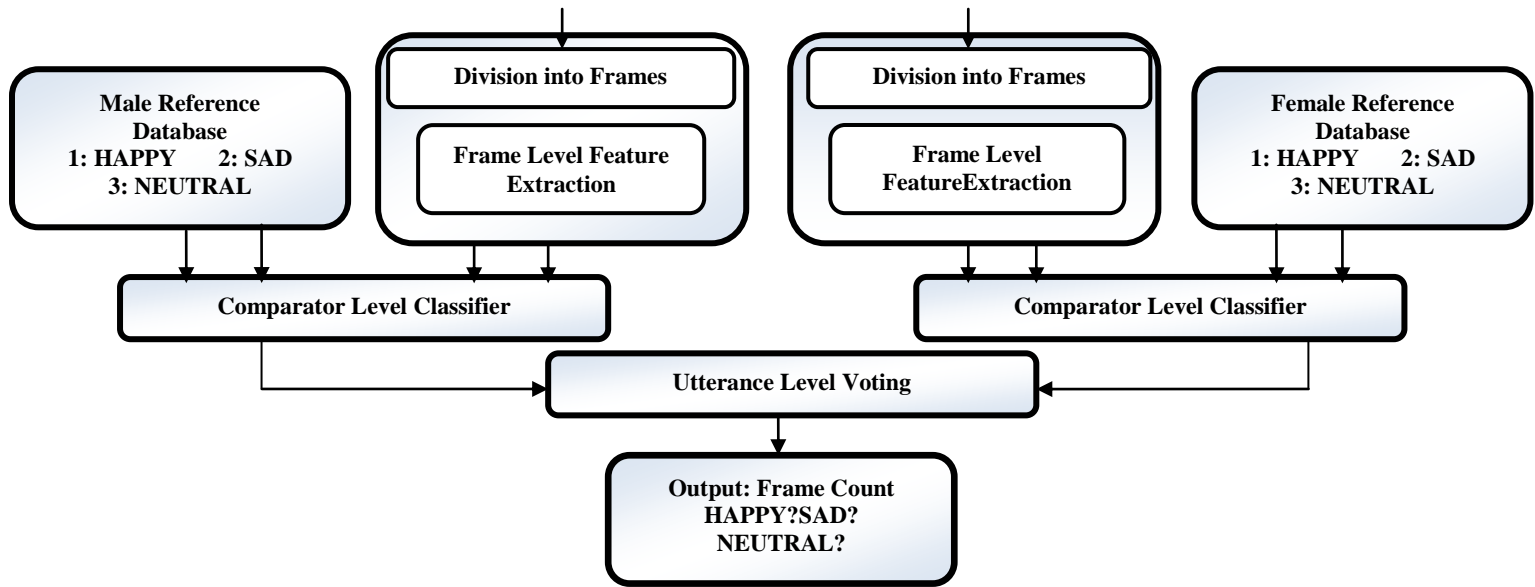 Male Reference
Database
1: HAPPY 2: SAD
3: NEUTRAL
Division into Frames
Frame Level Feature
Extraction
Division into Frames
Frame Level
FeatureExtraction
Female Reference
Database
1: HAPPY 2: SAD
3: NEUTRAL
Comparator Level Classifier
Comparator Level Classifier
Utterance Level Voting
Output: Frame Count
HAPPY?SAD?
NEUTRAL?